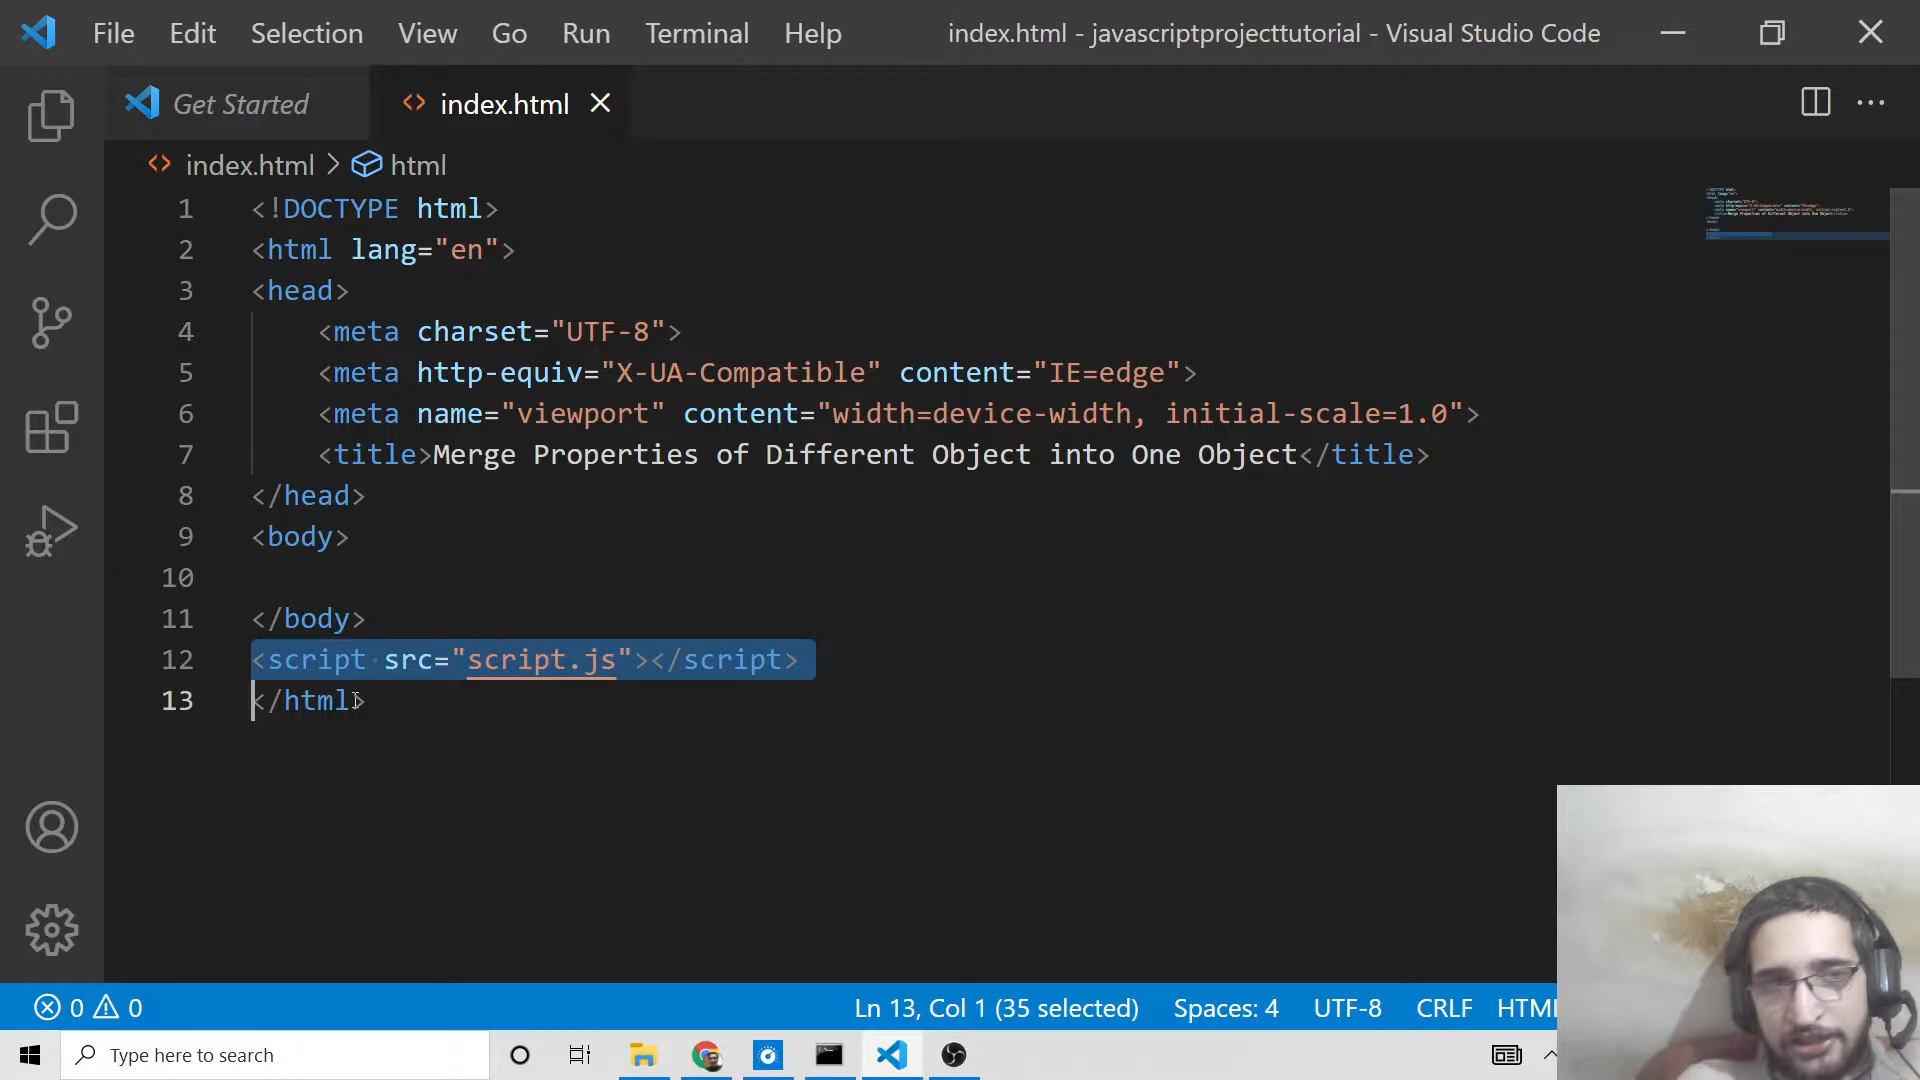 File Edit Selection View Go Run Terminal Help index.html - javascriptprojecttutorial - Visual Studio Code
Get Started index.html
index.html > html
1 <!DOCTYPE html>
2 <html lang="en">
3 <head>
4 <meta charset="UTF-8">
5 <meta http-equiv="X-UA-Compatible" content="IE=edge">
6 <meta name="viewport" content="width=device-width, initial-scale=1.0">
7 <title>Merge Properties of Different Object into One Object</title>
8 </head>
9 <body>
10
11 </body>
12 <script src="script.js"></script>
13 </html>
0 0 Ln 13, Col 1 (35 selected) Spaces: 4 UTF-8 CRLF HTML
Type here to search